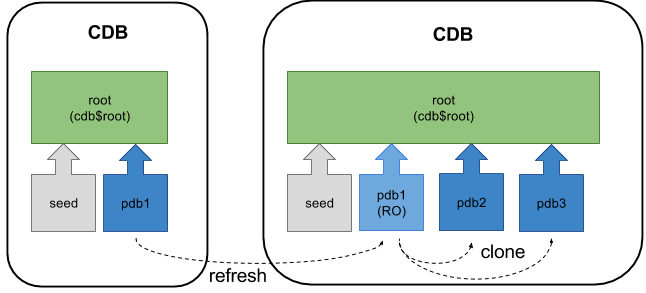 CDB
root
(cdb$root)
seed
pdb1
CDB
root
(cdb$root)
seed
pdb1
(RO)
pdb2
pdb3
refresh
clone